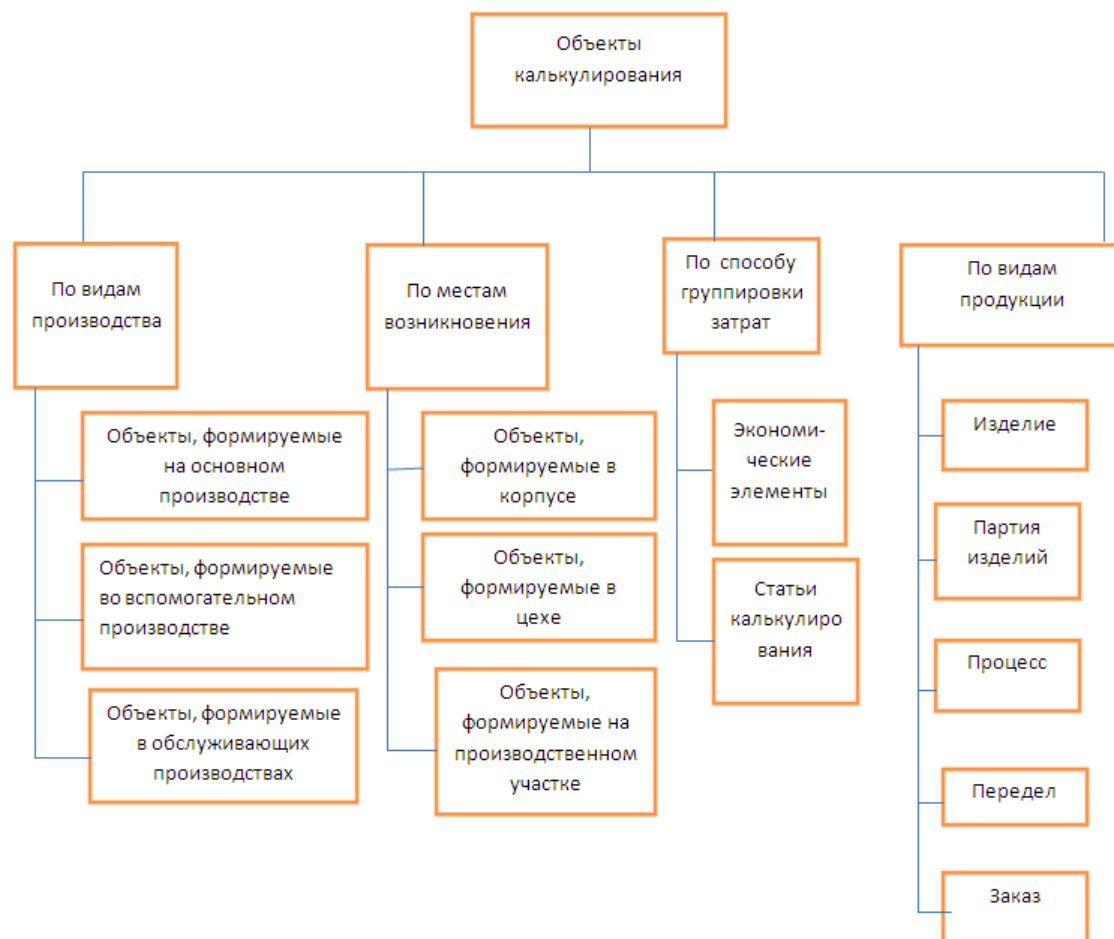 Объекты
калькулирования
По видам
производства
Объекты, формируемые
на основном
производстве
Объекты, формируемые
во вспомогательном
производстве
Объекты, формируемые
в обслуживающих
производствах
По местам
возникновения
Объекты,
формируемые в
корпусе
Объекты,
формируемые в
цехе
Объекты,
формируемые на
производственном
участке
По способу
группировки
затрат
Экономи-
ческие
элементы
Статьи
калькулиро
вания
По видам
продукции
Изделие
Партия
изделий
Процесс
Передел
Заказ